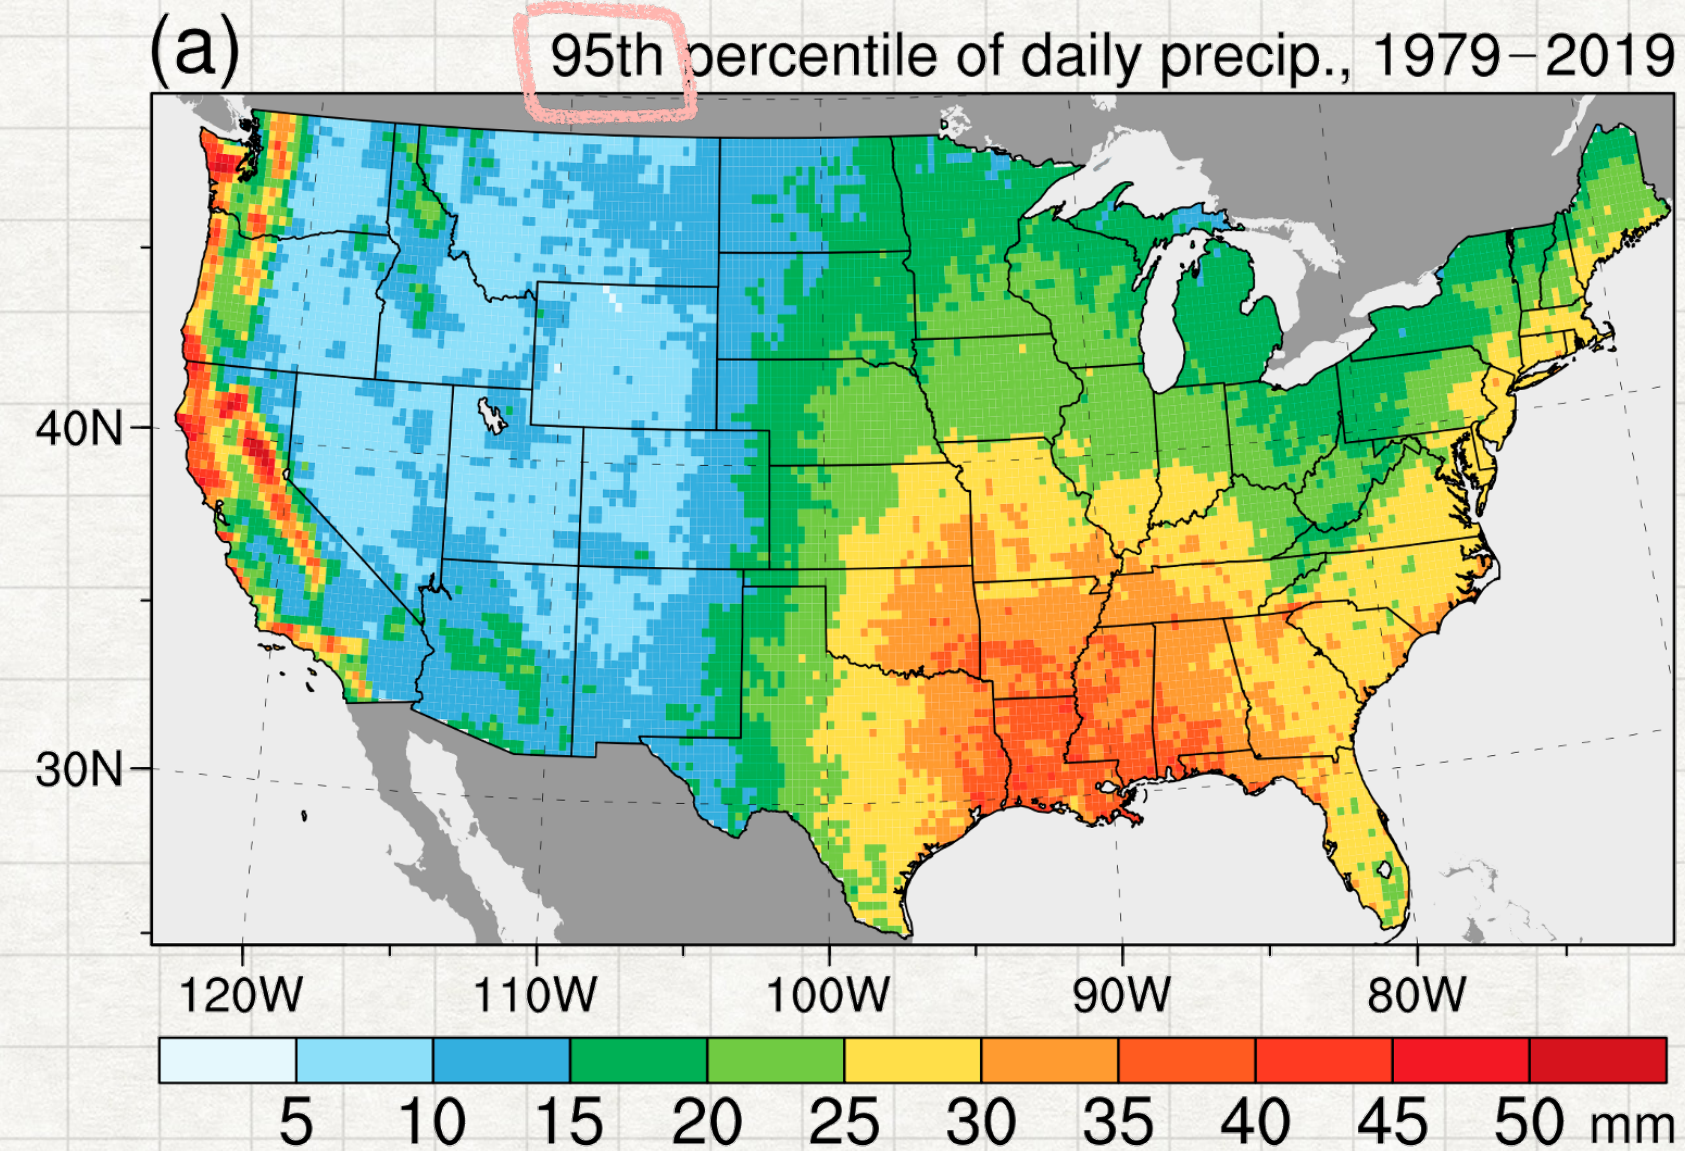 (a) 95th percentile of daily precip., 1979−2019
40N
30N
120W 110W 100W 90W 80W
5 10 15 20 25 30 35 40 45 50 mm